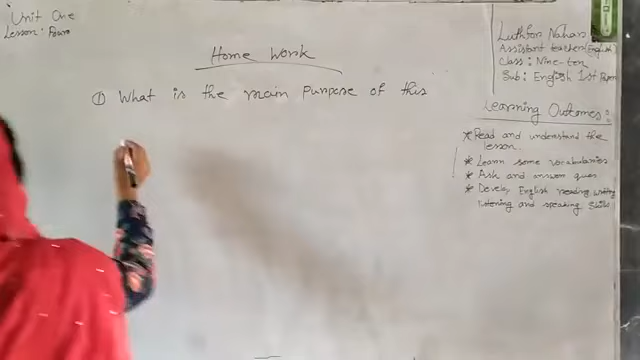 Unit One
Lesson: Four
Home Work
① What is the main purpose of this
Luthfor Nahar
Assistant teacher (English)
Class: Nine-ten
Sub: English 1st Paper
Learning Outcomes:
* Read and understand the
lesson
* Learn some vocabularies
* Ask and answer ques
* Develop English reading, writing
listening and speaking skills